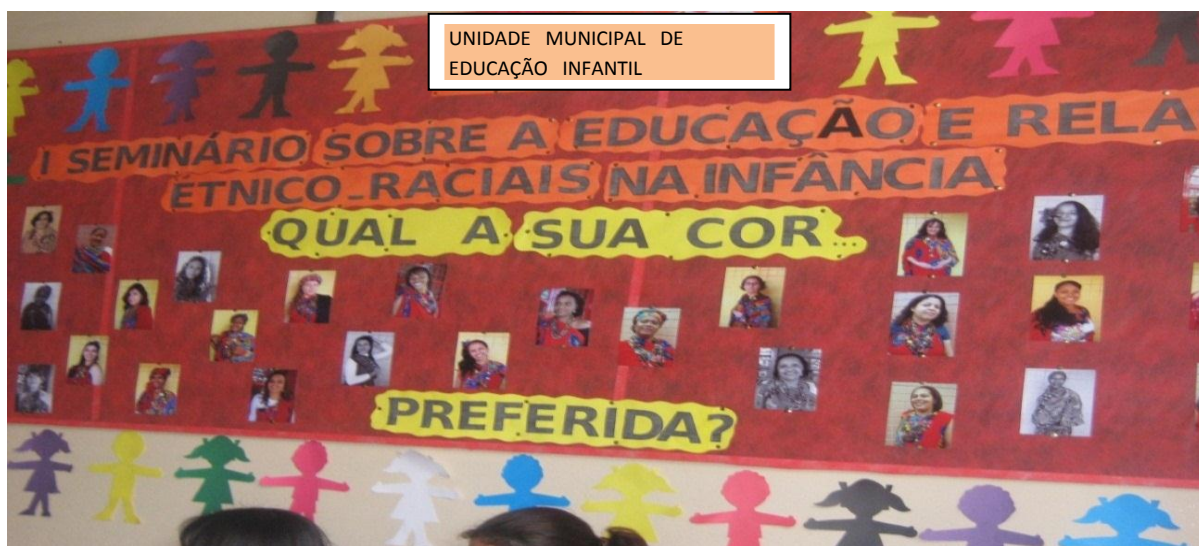 UNIDADE MUNICIPAL DE
EDUCAÇÃO INFANTIL
I SEMINÁRIO SOBRE A EDUCAÇÃO E RELA
ÉTNICO_RACIAIS NA INFÂNCIA
QUAL A SUA COR...
PREFERIDA?